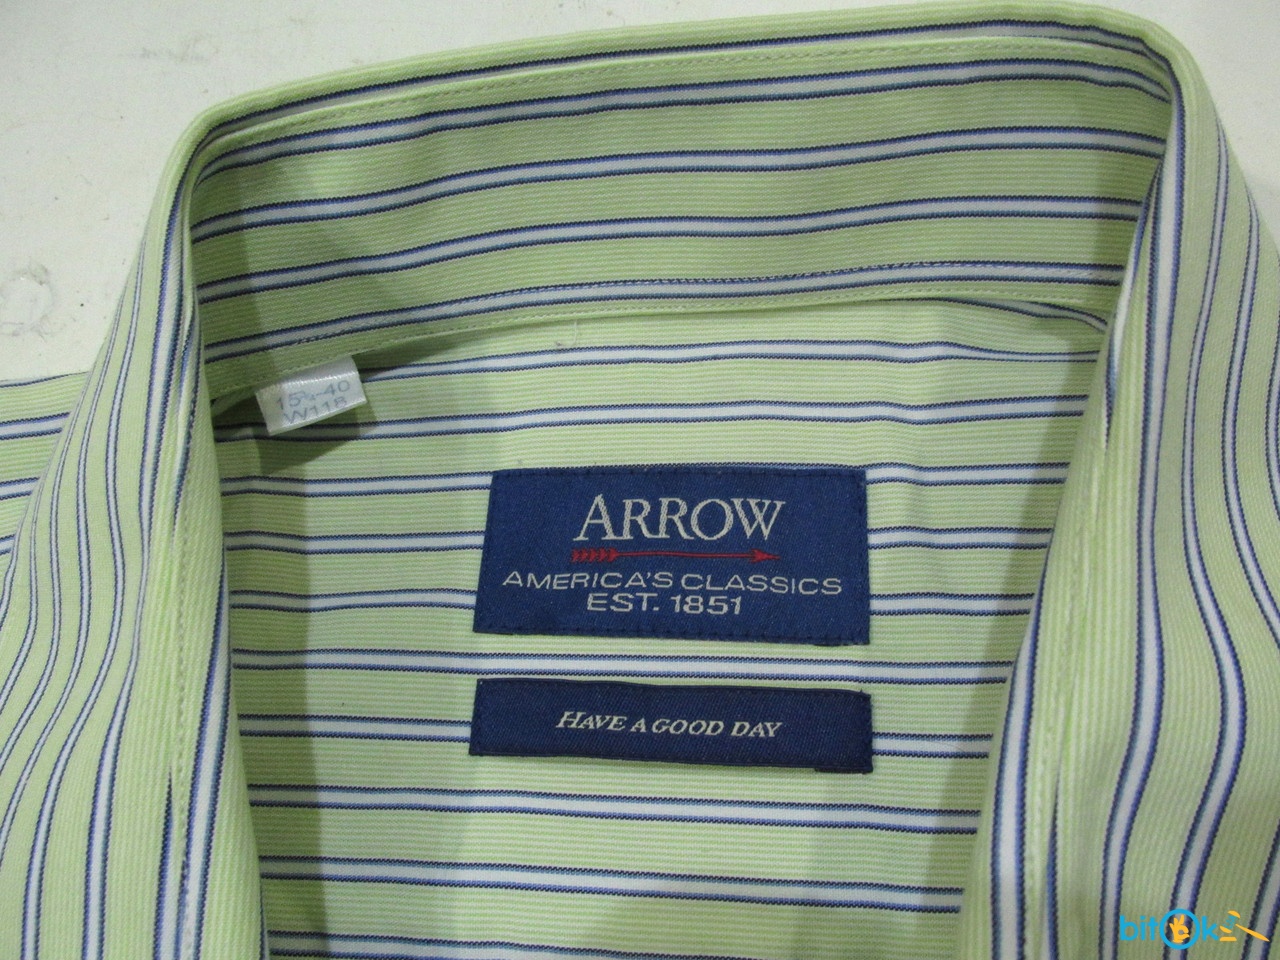 15¾-40
W118
ARROW
AMERICA'S CLASSICS
EST. 1851
HAVE A GOOD DAY
bitOk